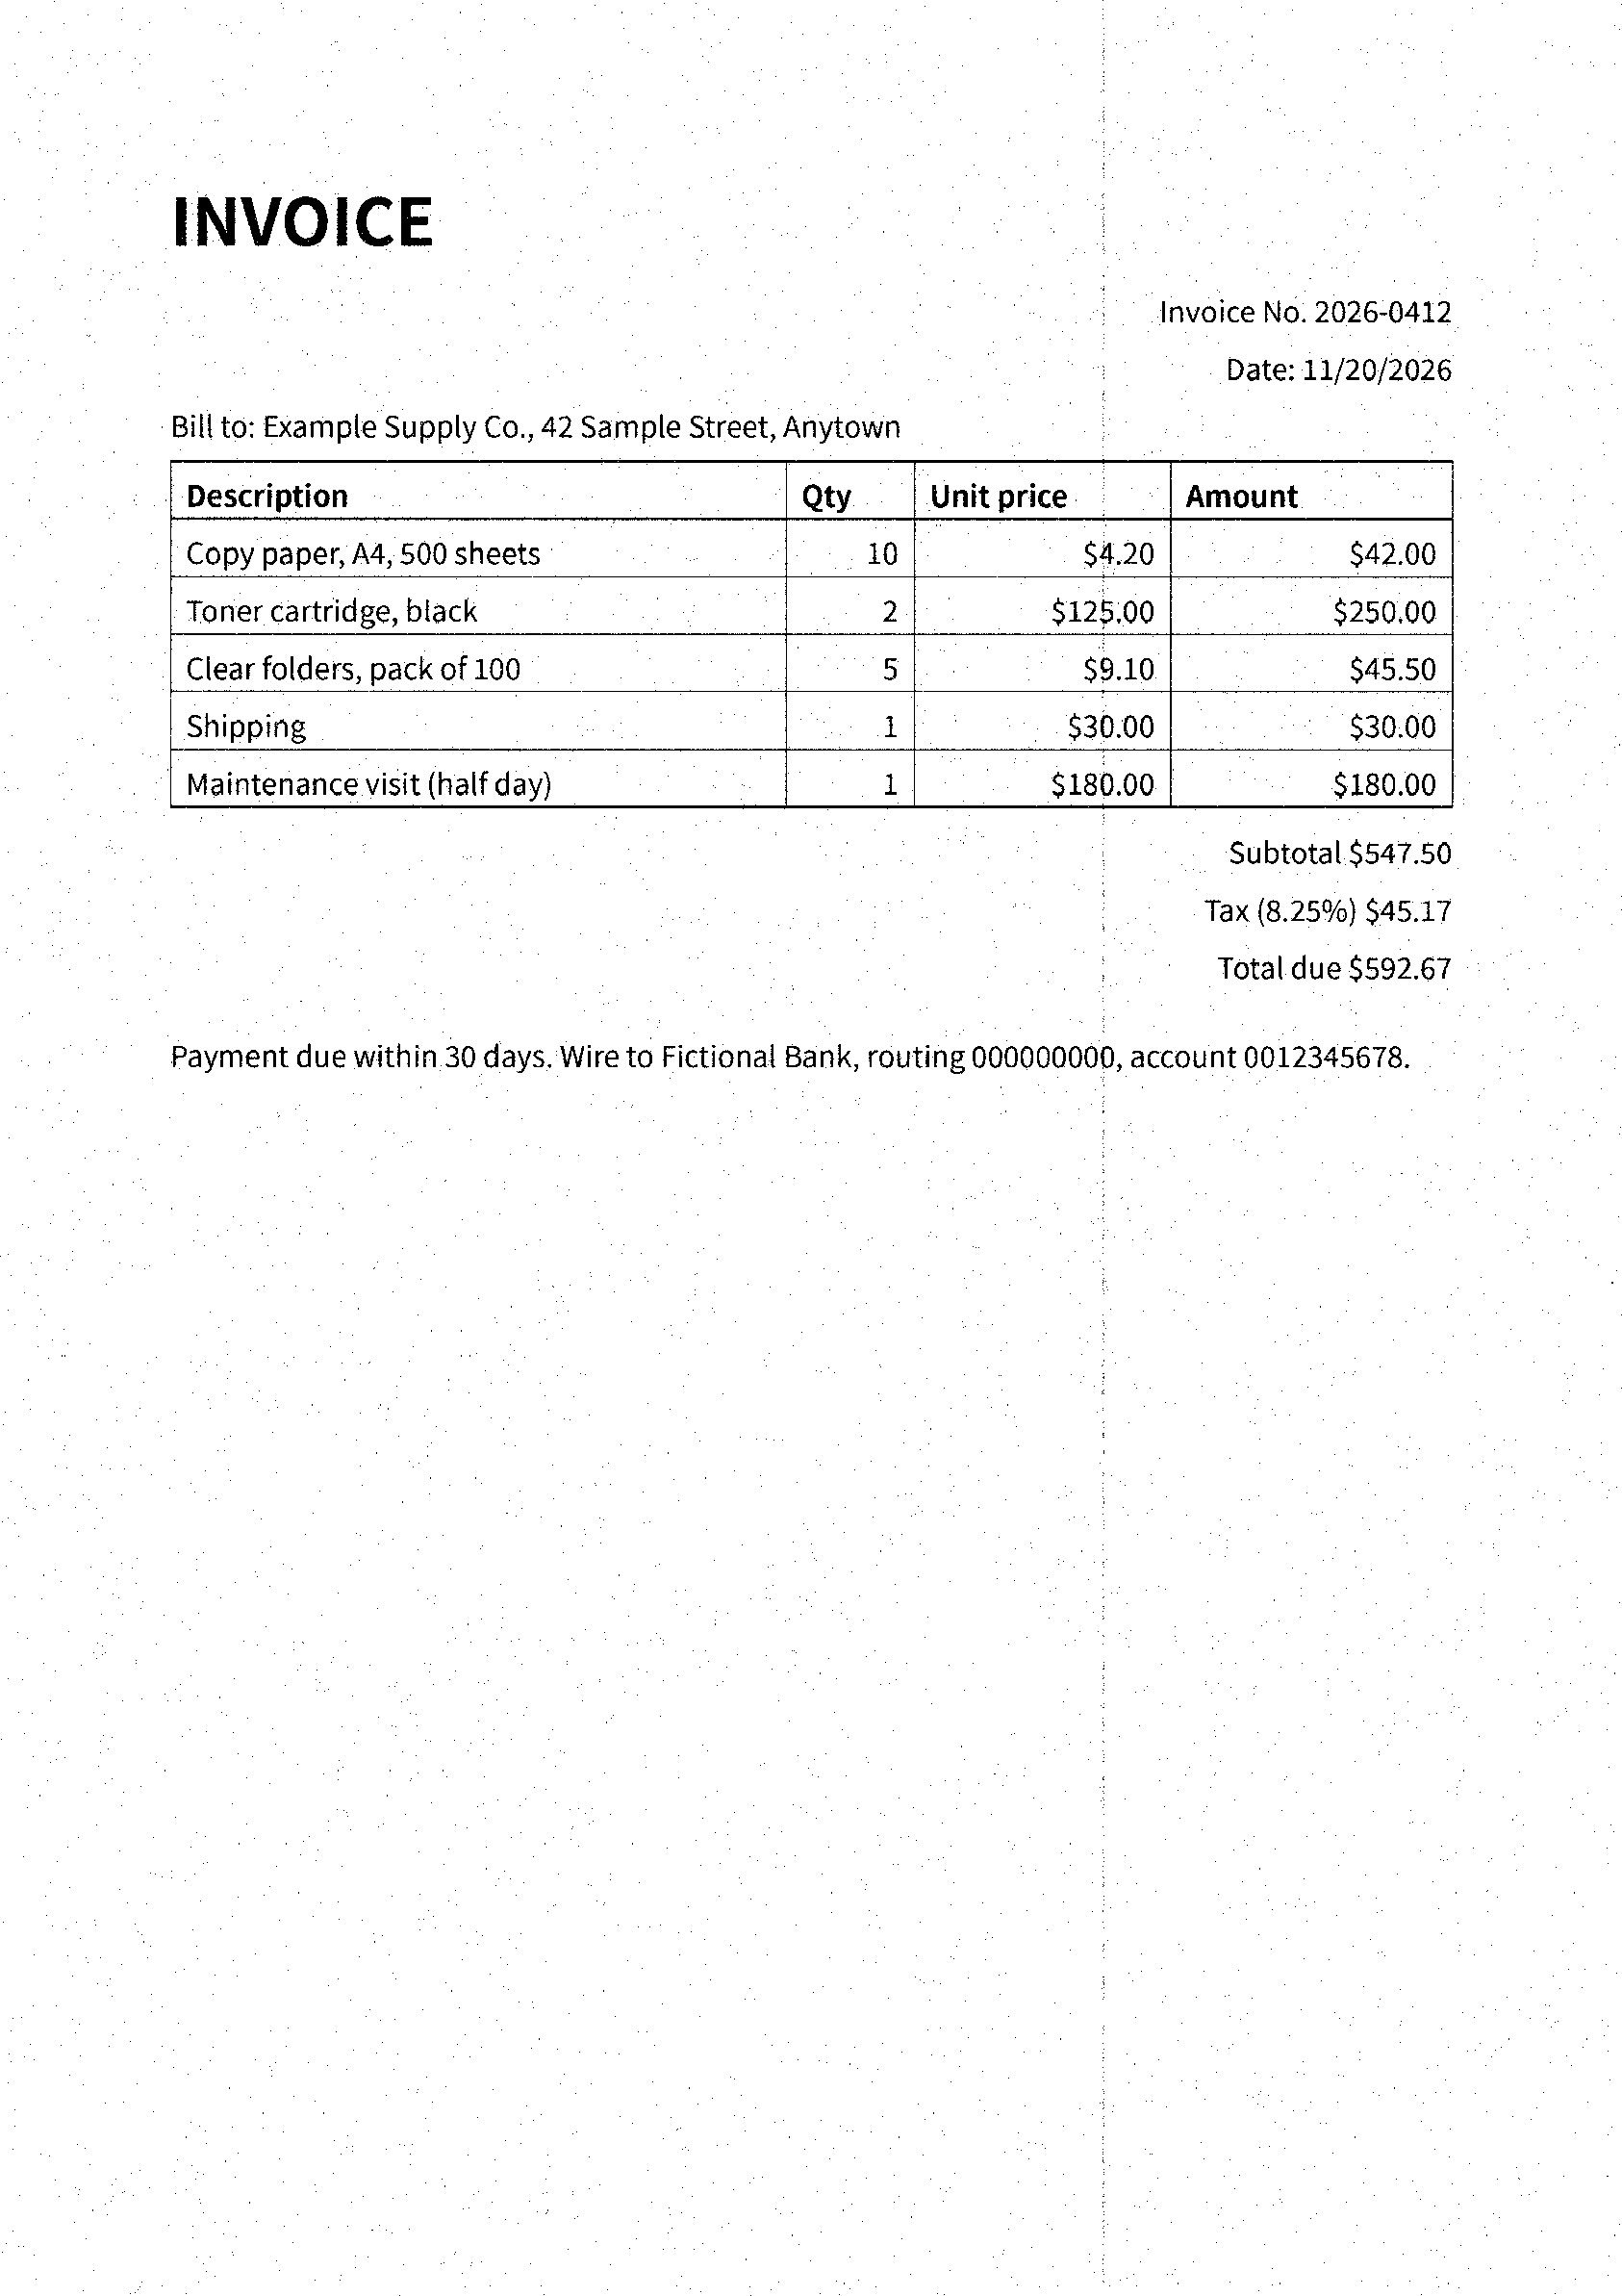 INVOICE
Invoice No. 2026-0412
Date: 11/20/2026
Bill to: Example Supply Co., 42 Sample Street, Anytown
Description Qty Unit price Amount
Copy paper, A4, 500 sheets 10 $4.20 $42.00
Toner cartridge, black 2 $125.00 $250.00
Clear folders, pack of 100 5 $9.10 $45.50
Shipping 1 $30.00 $30.00
Maintenance visit (half day) 1 $180.00 $180.00
Subtotal $547.50
Tax (8.25%) $45.17
Total due $592.67
Payment due within 30 days. Wire to Fictional Bank, routing 000000000, account 0012345678.